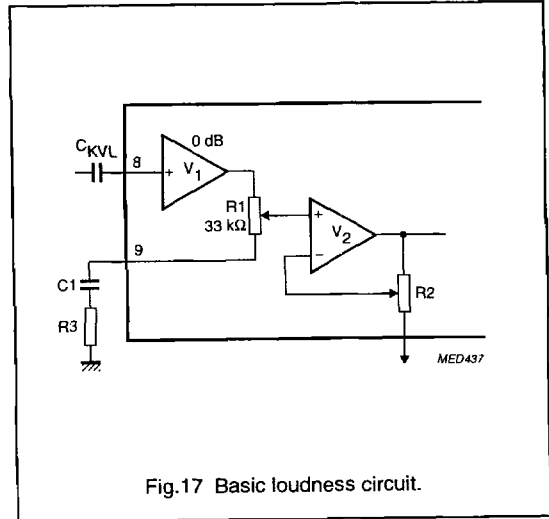 0 dB
CKVL
8
V1
R1
33 kΩ
V2
9
C1
R2
R3
MED437
Fig.17 Basic loudness circuit.